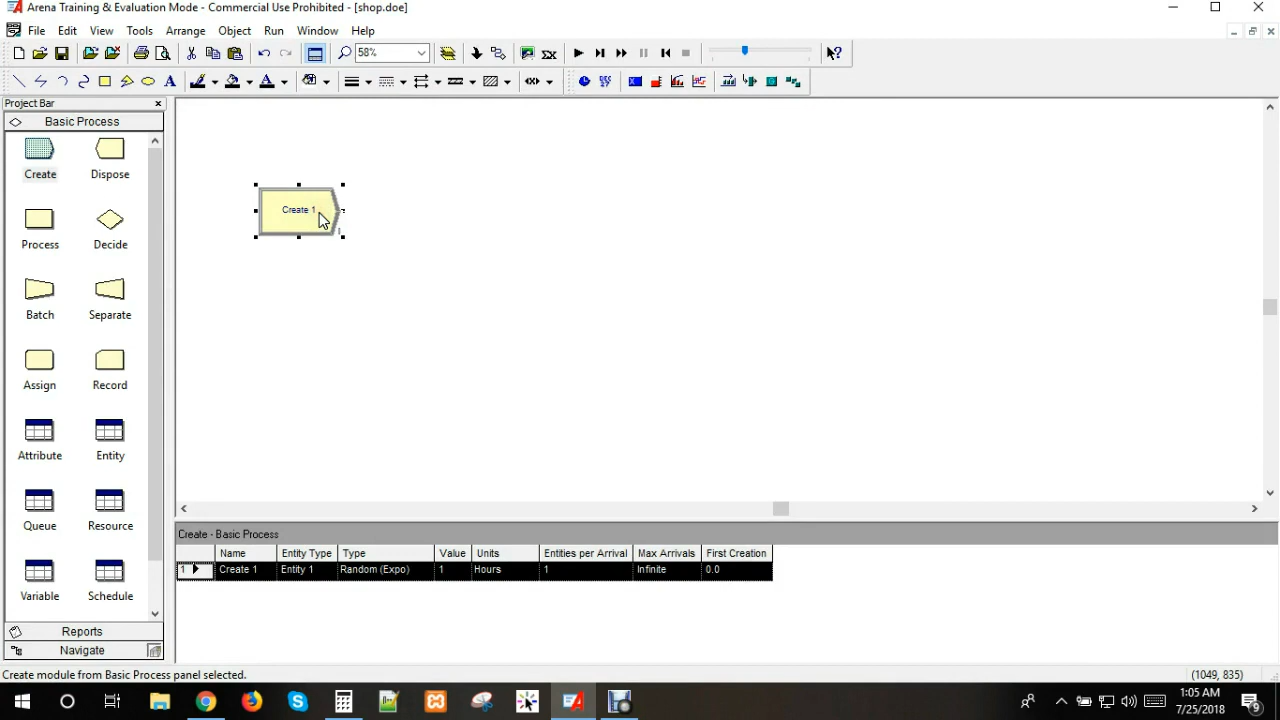 Arena Training & Evaluation Mode - Commercial Use Prohibited - [shop.doe]
File Edit View Tools Arrange Object Run Window Help
58%
Project Bar
Basic Process
Create Dispose
Process Decide
Batch Separate
Assign Record
Attribute Entity
Queue Resource
Variable Schedule
Reports
Navigate
Create 1
1
Create - Basic Process
Name Entity Type Type Value Units Entities per Arrival Max Arrivals First Creation
1 Create 1 Entity 1 Random (Expo) 1 Hours 1 Infinite 0.0
Create module from Basic Process panel selected.
(1049, 835)
1:05 AM
7/25/2018
9